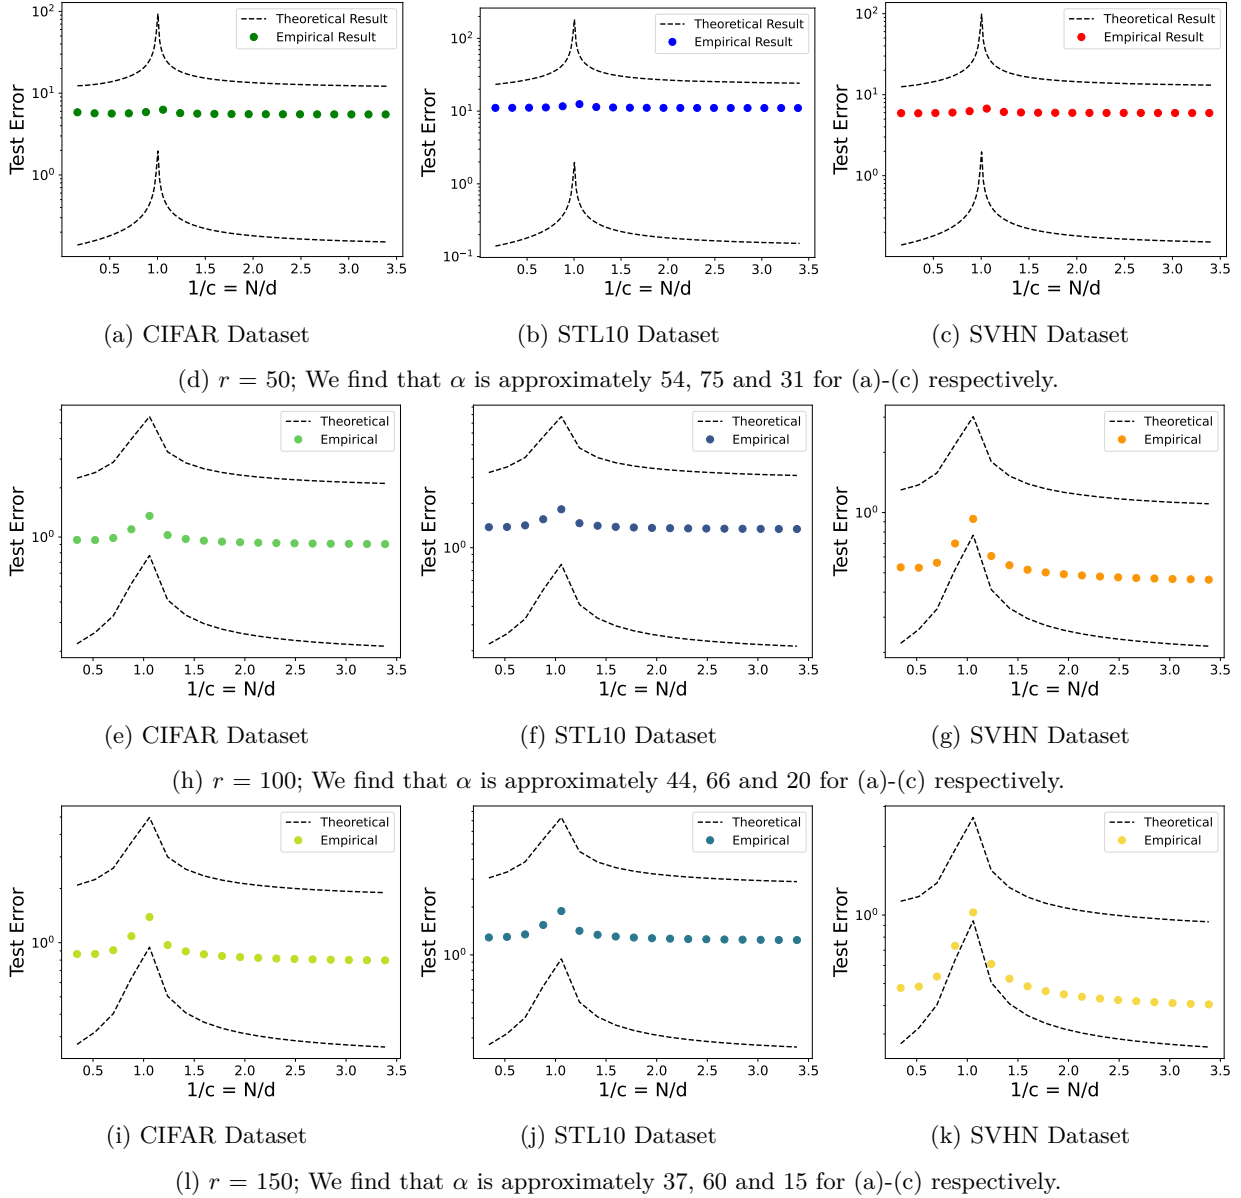 Theoretical Result
Empirical Result
10² 10¹ 10⁰
Test Error
0.5 1.0 1.5 2.0 2.5 3.0 3.5
1/c = N/d
(a) CIFAR Dataset
Theoretical Result
Empirical Result
10² 10¹ 10⁰ 10⁻¹
Test Error
0.5 1.0 1.5 2.0 2.5 3.0 3.5
1/c = N/d
(b) STL10 Dataset
Theoretical Result
Empirical Result
10² 10¹ 10⁰
Test Error
0.5 1.0 1.5 2.0 2.5 3.0 3.5
1/c = N/d
(c) SVHN Dataset
(d) r = 50; We find that α is approximately 54, 75 and 31 for (a)-(c) respectively.
Theoretical
Empirical
10⁰
Test Error
0.5 1.0 1.5 2.0 2.5 3.0 3.5
1/c = N/d
(e) CIFAR Dataset
Theoretical
Empirical
10⁰
Test Error
0.5 1.0 1.5 2.0 2.5 3.0 3.5
1/c = N/d
(f) STL10 Dataset
Theoretical
Empirical
10⁰
Test Error
0.5 1.0 1.5 2.0 2.5 3.0 3.5
1/c = N/d
(g) SVHN Dataset
(h) r = 100; We find that α is approximately 44, 66 and 20 for (a)-(c) respectively.
Theoretical
Empirical
10⁰
Test Error
0.5 1.0 1.5 2.0 2.5 3.0 3.5
1/c = N/d
(i) CIFAR Dataset
Theoretical
Empirical
10⁰
Test Error
0.5 1.0 1.5 2.0 2.5 3.0 3.5
1/c = N/d
(j) STL10 Dataset
Theoretical
Empirical
10⁰
Test Error
0.5 1.0 1.5 2.0 2.5 3.0 3.5
1/c = N/d
(k) SVHN Dataset
(l) r = 150; We find that α is approximately 37, 60 and 15 for (a)-(c) respectively.